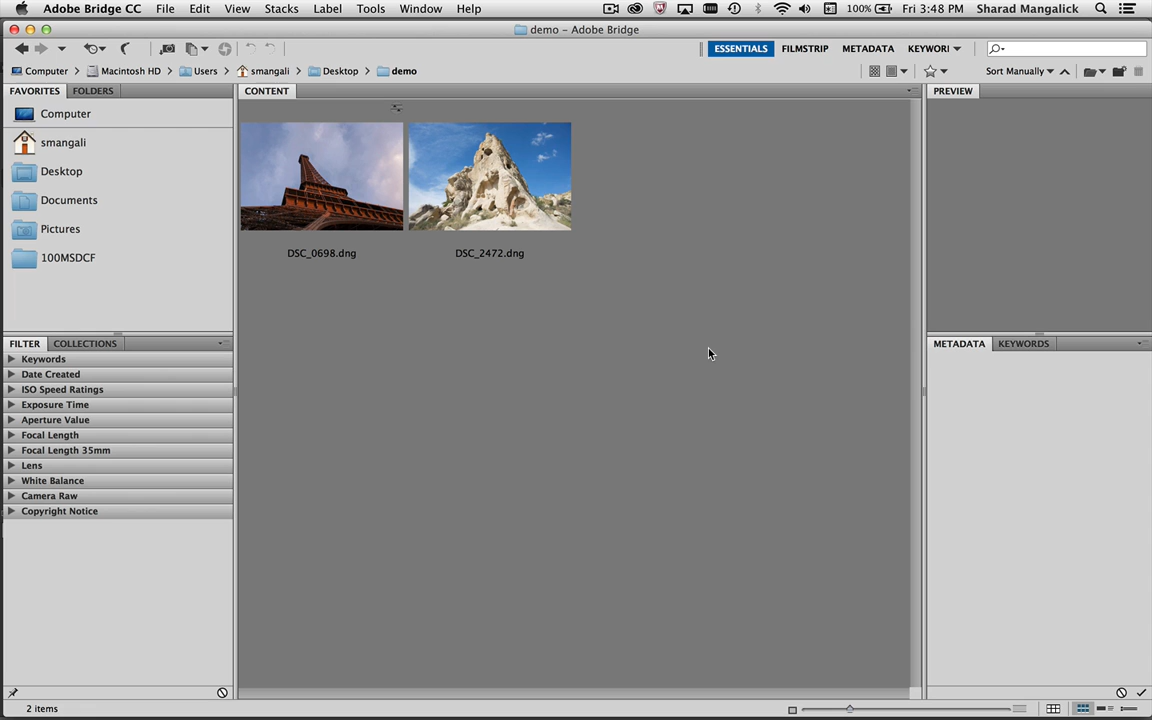 Adobe Bridge CC File Edit View Stacks Label Tools Window Help 100% Fri 3:48 PM Sharad Mangalick
demo – Adobe Bridge
ESSENTIALS FILMSTRIP METADATA KEYWORI
Computer Macintosh HD Users smangali Desktop demo Sort Manually
FAVORITES FOLDERS CONTENT PREVIEW
Computer
smangali
Desktop
Documents
Pictures
100MSDCF
DSC_0698.dng DSC_2472.dng
FILTER COLLECTIONS METADATA KEYWORDS
Keywords
Date Created
ISO Speed Ratings
Exposure Time
Aperture Value
Focal Length
Focal Length 35mm
Lens
White Balance
Camera Raw
Copyright Notice
2 items